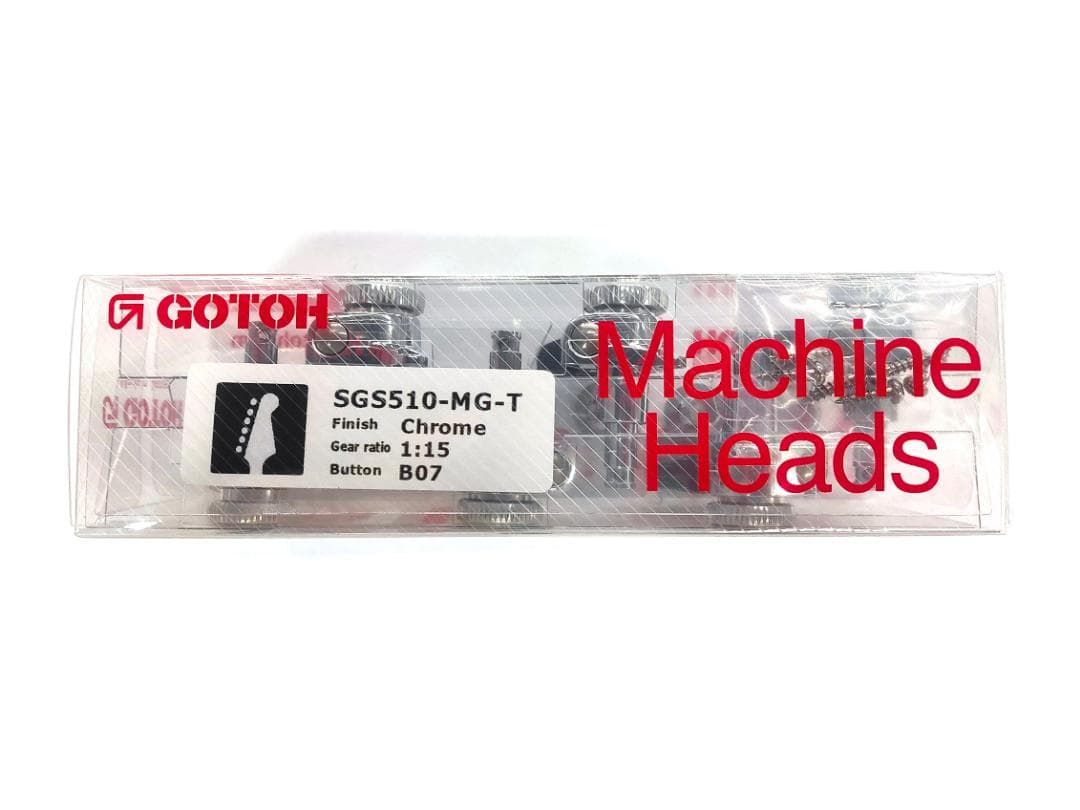 GOTOH
SGS510-MG-T
Finish Chrome
Gear ratio 1:15
Button B07
Machine
Heads